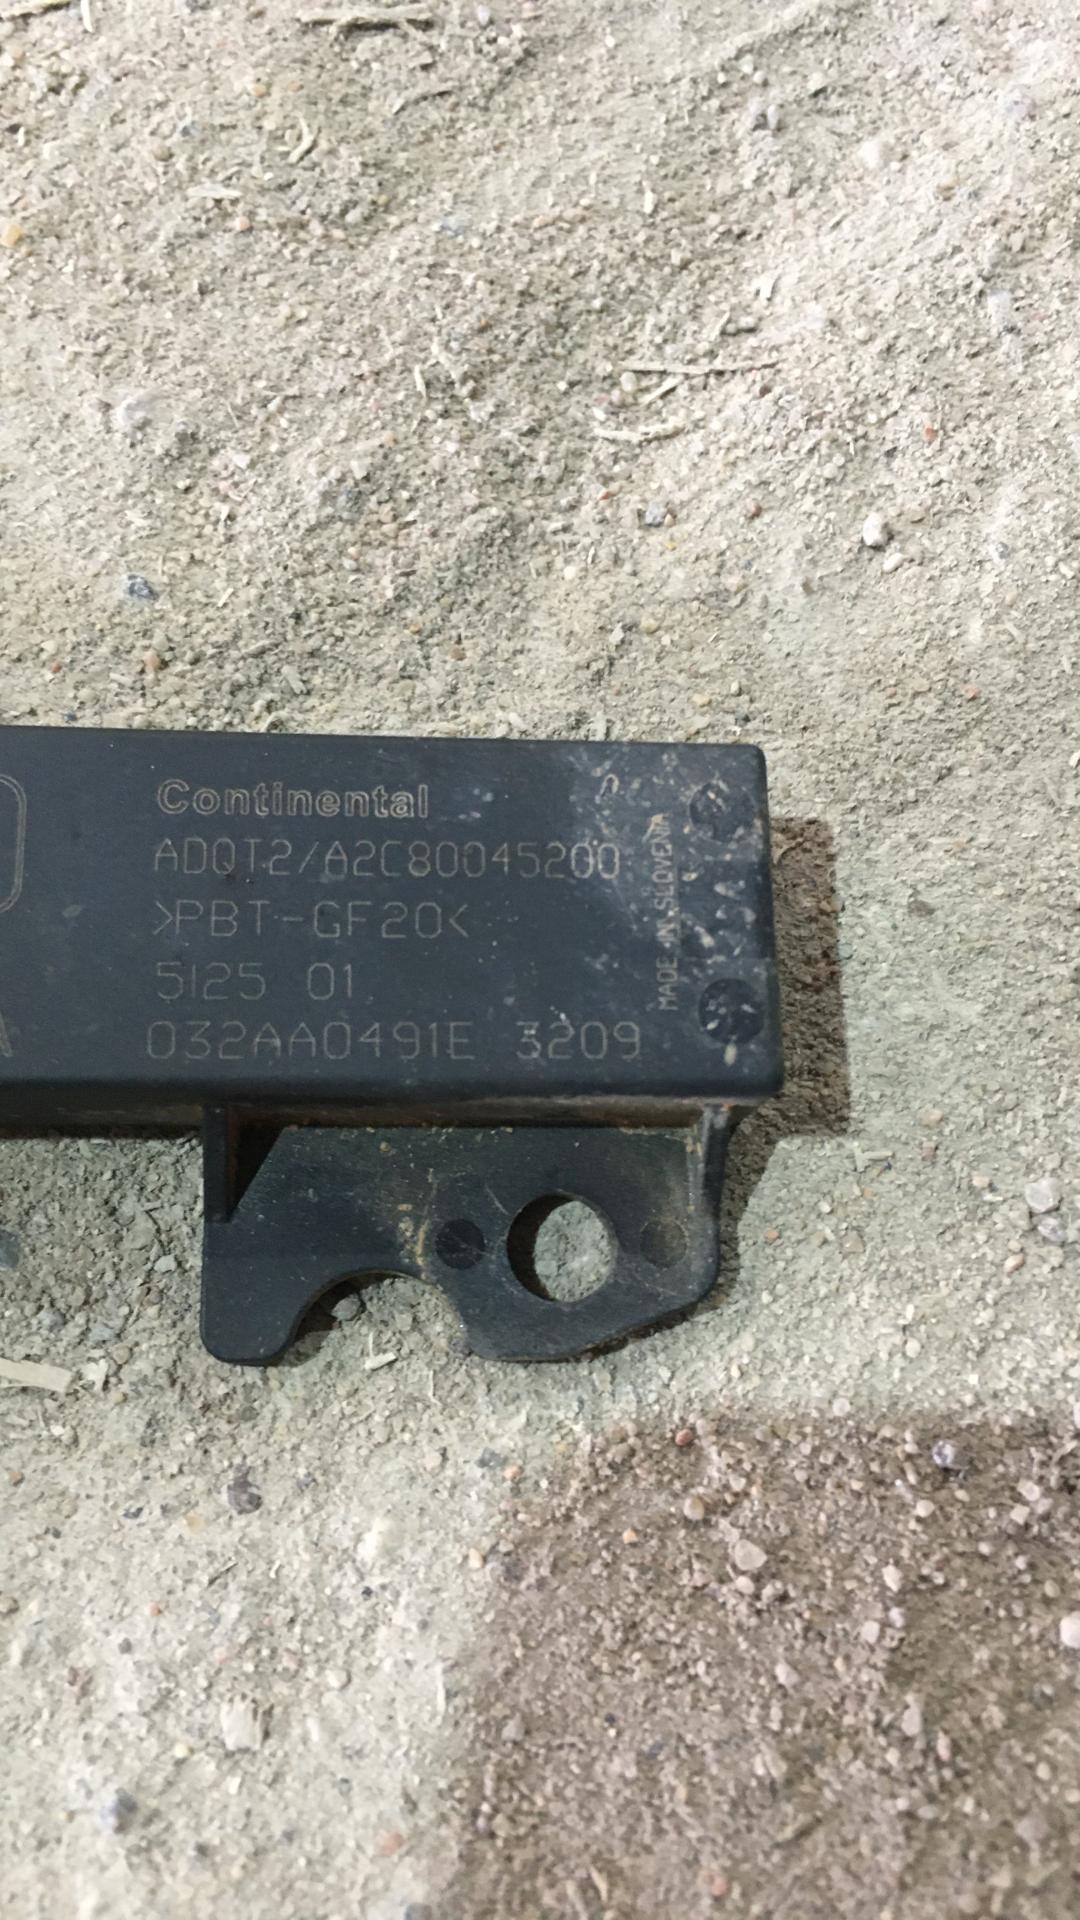 Continental
ADQT2/A2C80045200
>PBT-GF20<
5125 01
032AA0491E 3209
MADE IN SLOVENIA